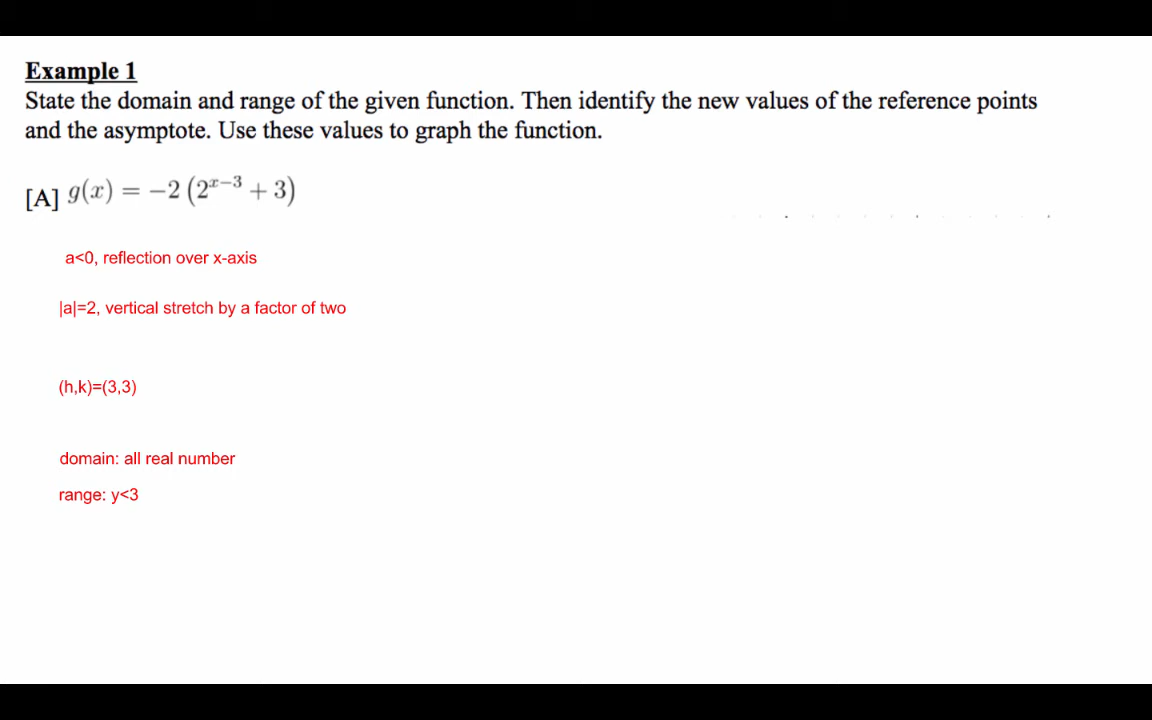 Example 1
State the domain and range of the given function. Then identify the new values of the reference points
and the asymptote. Use these values to graph the function.
[A] g(x) = −2 (2^{x−3} + 3)
a<0, reflection over x-axis
|a|=2, vertical stretch by a factor of two
(h,k)=(3,3)
domain: all real number
range: y<3